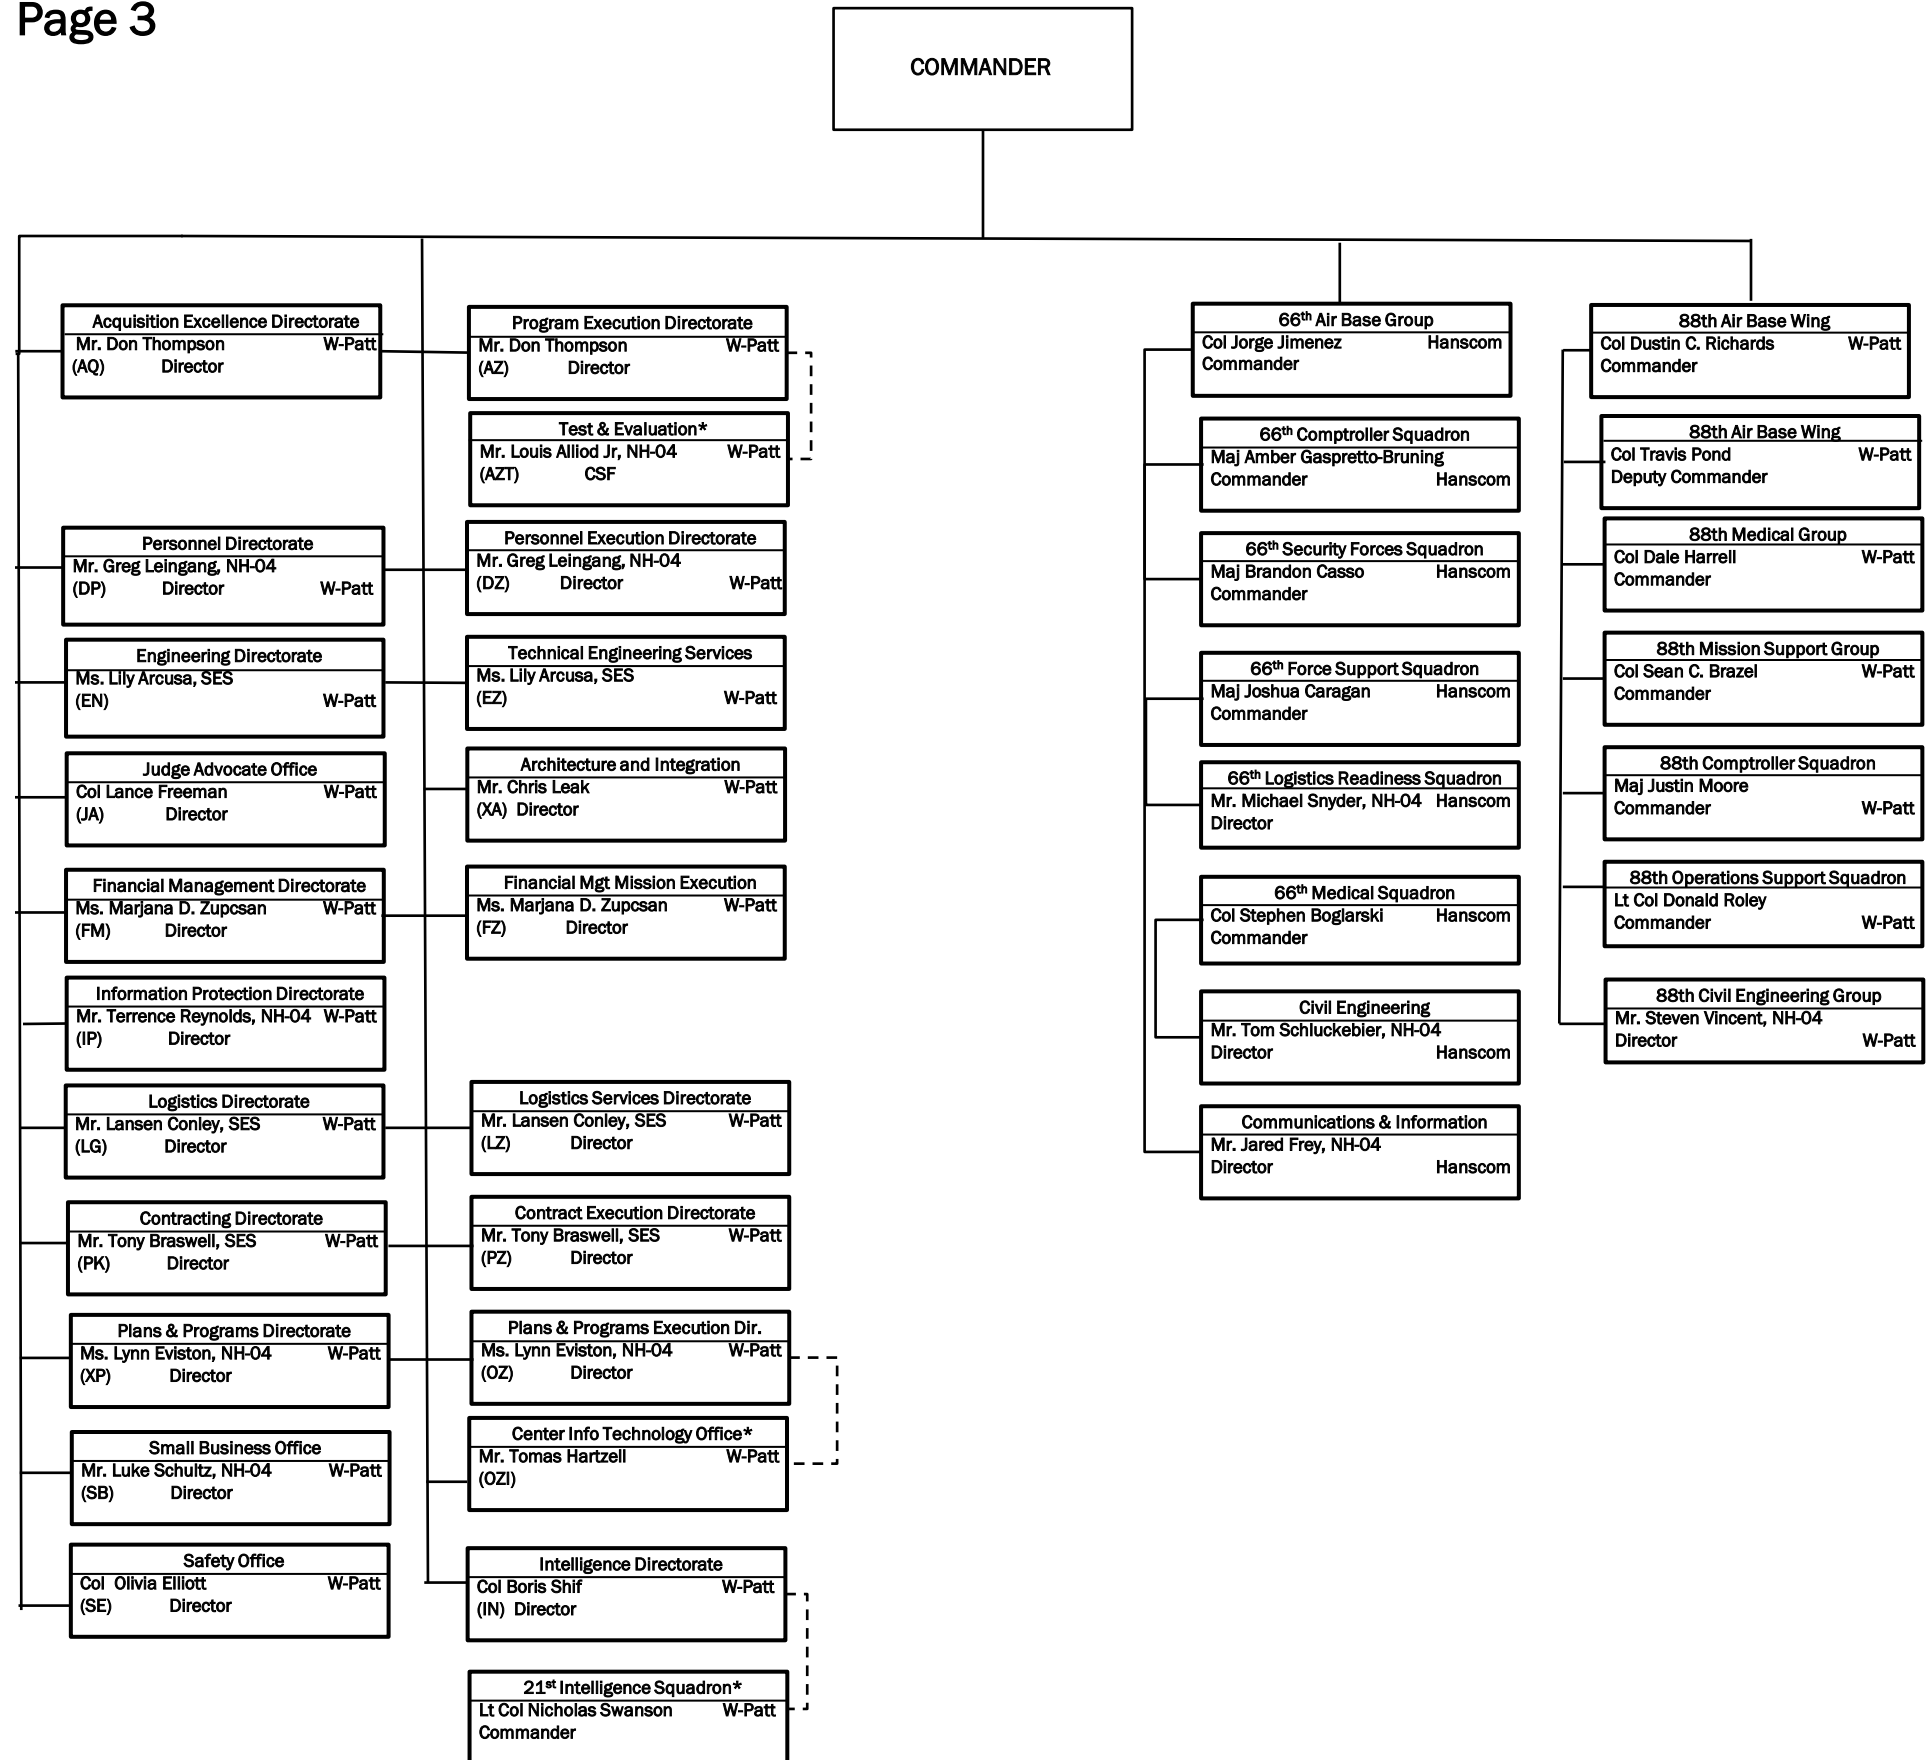 Page 3
COMMANDER
Acquisition Excellence Directorate
Mr. Don Thompson W-Patt
(AQ) Director
Personnel Directorate
Mr. Greg Leingang, NH-04
(DP) Director W-Patt
Engineering Directorate
Ms. Lily Arcusa, SES
(EN) W-Patt
Judge Advocate Office
Col Lance Freeman W-Patt
(JA) Director
Financial Management Directorate
Ms. Marjana D. Zupcsan W-Patt
(FM) Director
Information Protection Directorate
Mr. Terrence Reynolds, NH-04 W-Patt
(IP) Director
Logistics Directorate
Mr. Lansen Conley, SES W-Patt
(LG) Director
Contracting Directorate
Mr. Tony Braswell, SES W-Patt
(PK) Director
Plans & Programs Directorate
Ms. Lynn Eviston, NH-04 W-Patt
(XP) Director
Small Business Office
Mr. Luke Schultz, NH-04 W-Patt
(SB) Director
Safety Office
Col Olivia Elliott W-Patt
(SE) Director
Program Execution Directorate
Mr. Don Thompson W-Patt
(AZ) Director
Test & Evaluation*
Mr. Louis Alliod Jr, NH-04 W-Patt
(AZT) CSF
Personnel Execution Directorate
Mr. Greg Leingang, NH-04
(DZ) Director W-Patt
Technical Engineering Services
Ms. Lily Arcusa, SES
(EZ) W-Patt
Architecture and Integration
Mr. Chris Leak W-Patt
(XA) Director
Financial Mgt Mission Execution
Ms. Marjana D. Zupcsan W-Patt
(FZ) Director
Logistics Services Directorate
Mr. Lansen Conley, SES W-Patt
(LZ) Director
Contract Execution Directorate
Mr. Tony Braswell, SES W-Patt
(PZ) Director
Plans & Programs Execution Dir.
Ms. Lynn Eviston, NH-04 W-Patt
(OZ) Director
Center Info Technology Office*
Mr. Tomas Hartzell W-Patt
(OZI)
Intelligence Directorate
Col Boris Shif W-Patt
(IN) Director
21st Intelligence Squadron*
Lt Col Nicholas Swanson W-Patt
Commander
66th Air Base Group
Col Jorge Jimenez Hanscom
Commander
66th Comptroller Squadron
Maj Amber Gaspretto-Bruning
Commander Hanscom
66th Security Forces Squadron
Maj Brandon Casso Hanscom
Commander
66th Force Support Squadron
Maj Joshua Caragan Hanscom
Commander
66th Logistics Readiness Squadron
Mr. Michael Snyder, NH-04 Hanscom
Director
66th Medical Squadron
Col Stephen Boglarski Hanscom
Commander
Civil Engineering
Mr. Tom Schluckebier, NH-04
Director Hanscom
Communications & Information
Mr. Jared Frey, NH-04
Director Hanscom
88th Air Base Wing
Col Dustin C. Richards W-Patt
Commander
88th Air Base Wing
Col Travis Pond W-Patt
Deputy Commander
88th Medical Group
Col Dale Harrell W-Patt
Commander
88th Mission Support Group
Col Sean C. Brazel W-Patt
Commander
88th Comptroller Squadron
Maj Justin Moore
Commander W-Patt
88th Operations Support Squadron
Lt Col Donald Roley
Commander W-Patt
88th Civil Engineering Group
Mr. Steven Vincent, NH-04
Director W-Patt